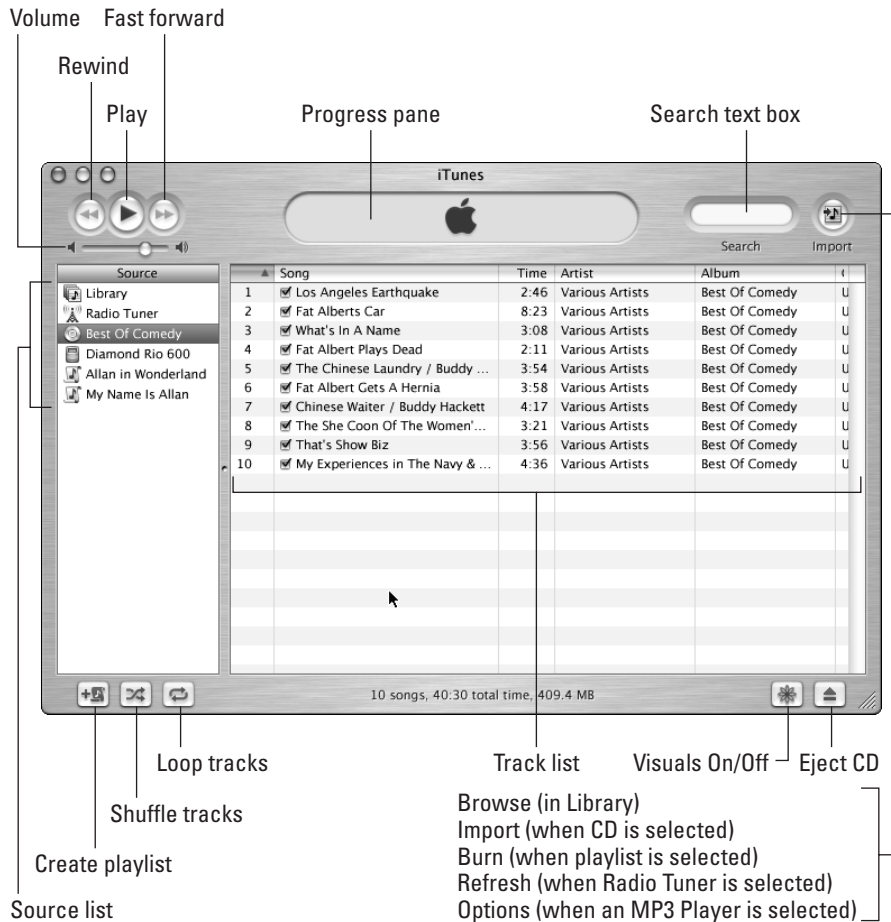 Volume Fast forward
Rewind
Play Progress pane Search text box
iTunes
Search Import
Source Song Time Artist Album
Library 1 Los Angeles Earthquake 2:46 Various Artists Best Of Comedy U
Radio Tuner 2 Fat Alberts Car 8:23 Various Artists Best Of Comedy U
Best Of Comedy 3 What's In A Name 3:08 Various Artists Best Of Comedy U
Diamond Rio 600 4 Fat Albert Plays Dead 2:11 Various Artists Best Of Comedy U
Allan in Wonderland 5 The Chinese Laundry / Buddy ... 3:54 Various Artists Best Of Comedy U
My Name Is Allan 6 Fat Albert Gets A Hernia 3:58 Various Artists Best Of Comedy U
7 Chinese Waiter / Buddy Hackett 4:17 Various Artists Best Of Comedy U
8 The She Coon Of The Women'... 3:21 Various Artists Best Of Comedy U
9 That's Show Biz 3:56 Various Artists Best Of Comedy U
10 My Experiences in The Navy & ... 4:36 Various Artists Best Of Comedy U
10 songs, 40:30 total time, 409.4 MB
Loop tracks Track list Visuals On/Off Eject CD
Shuffle tracks
Create playlist
Source list
Browse (in Library)
Import (when CD is selected)
Burn (when playlist is selected)
Refresh (when Radio Tuner is selected)
Options (when an MP3 Player is selected)